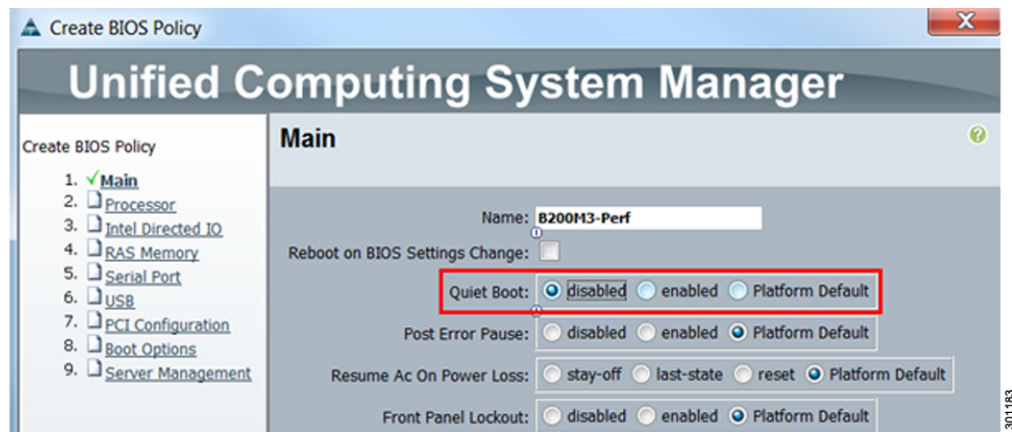 Create BIOS Policy
X
Unified Computing System Manager
Create BIOS Policy
1. Main
2. Processor
3. Intel Directed IO
4. RAS Memory
5. Serial Port
6. USB
7. PCI Configuration
8. Boot Options
9. Server Management
Main
?
Name: B200M3-Perf
Reboot on BIOS Settings Change:
Quiet Boot: disabled enabled Platform Default
Post Error Pause: disabled enabled Platform Default
Resume Ac On Power Loss: stay-off last-state reset Platform Default
Front Panel Lockout: disabled enabled Platform Default
301183